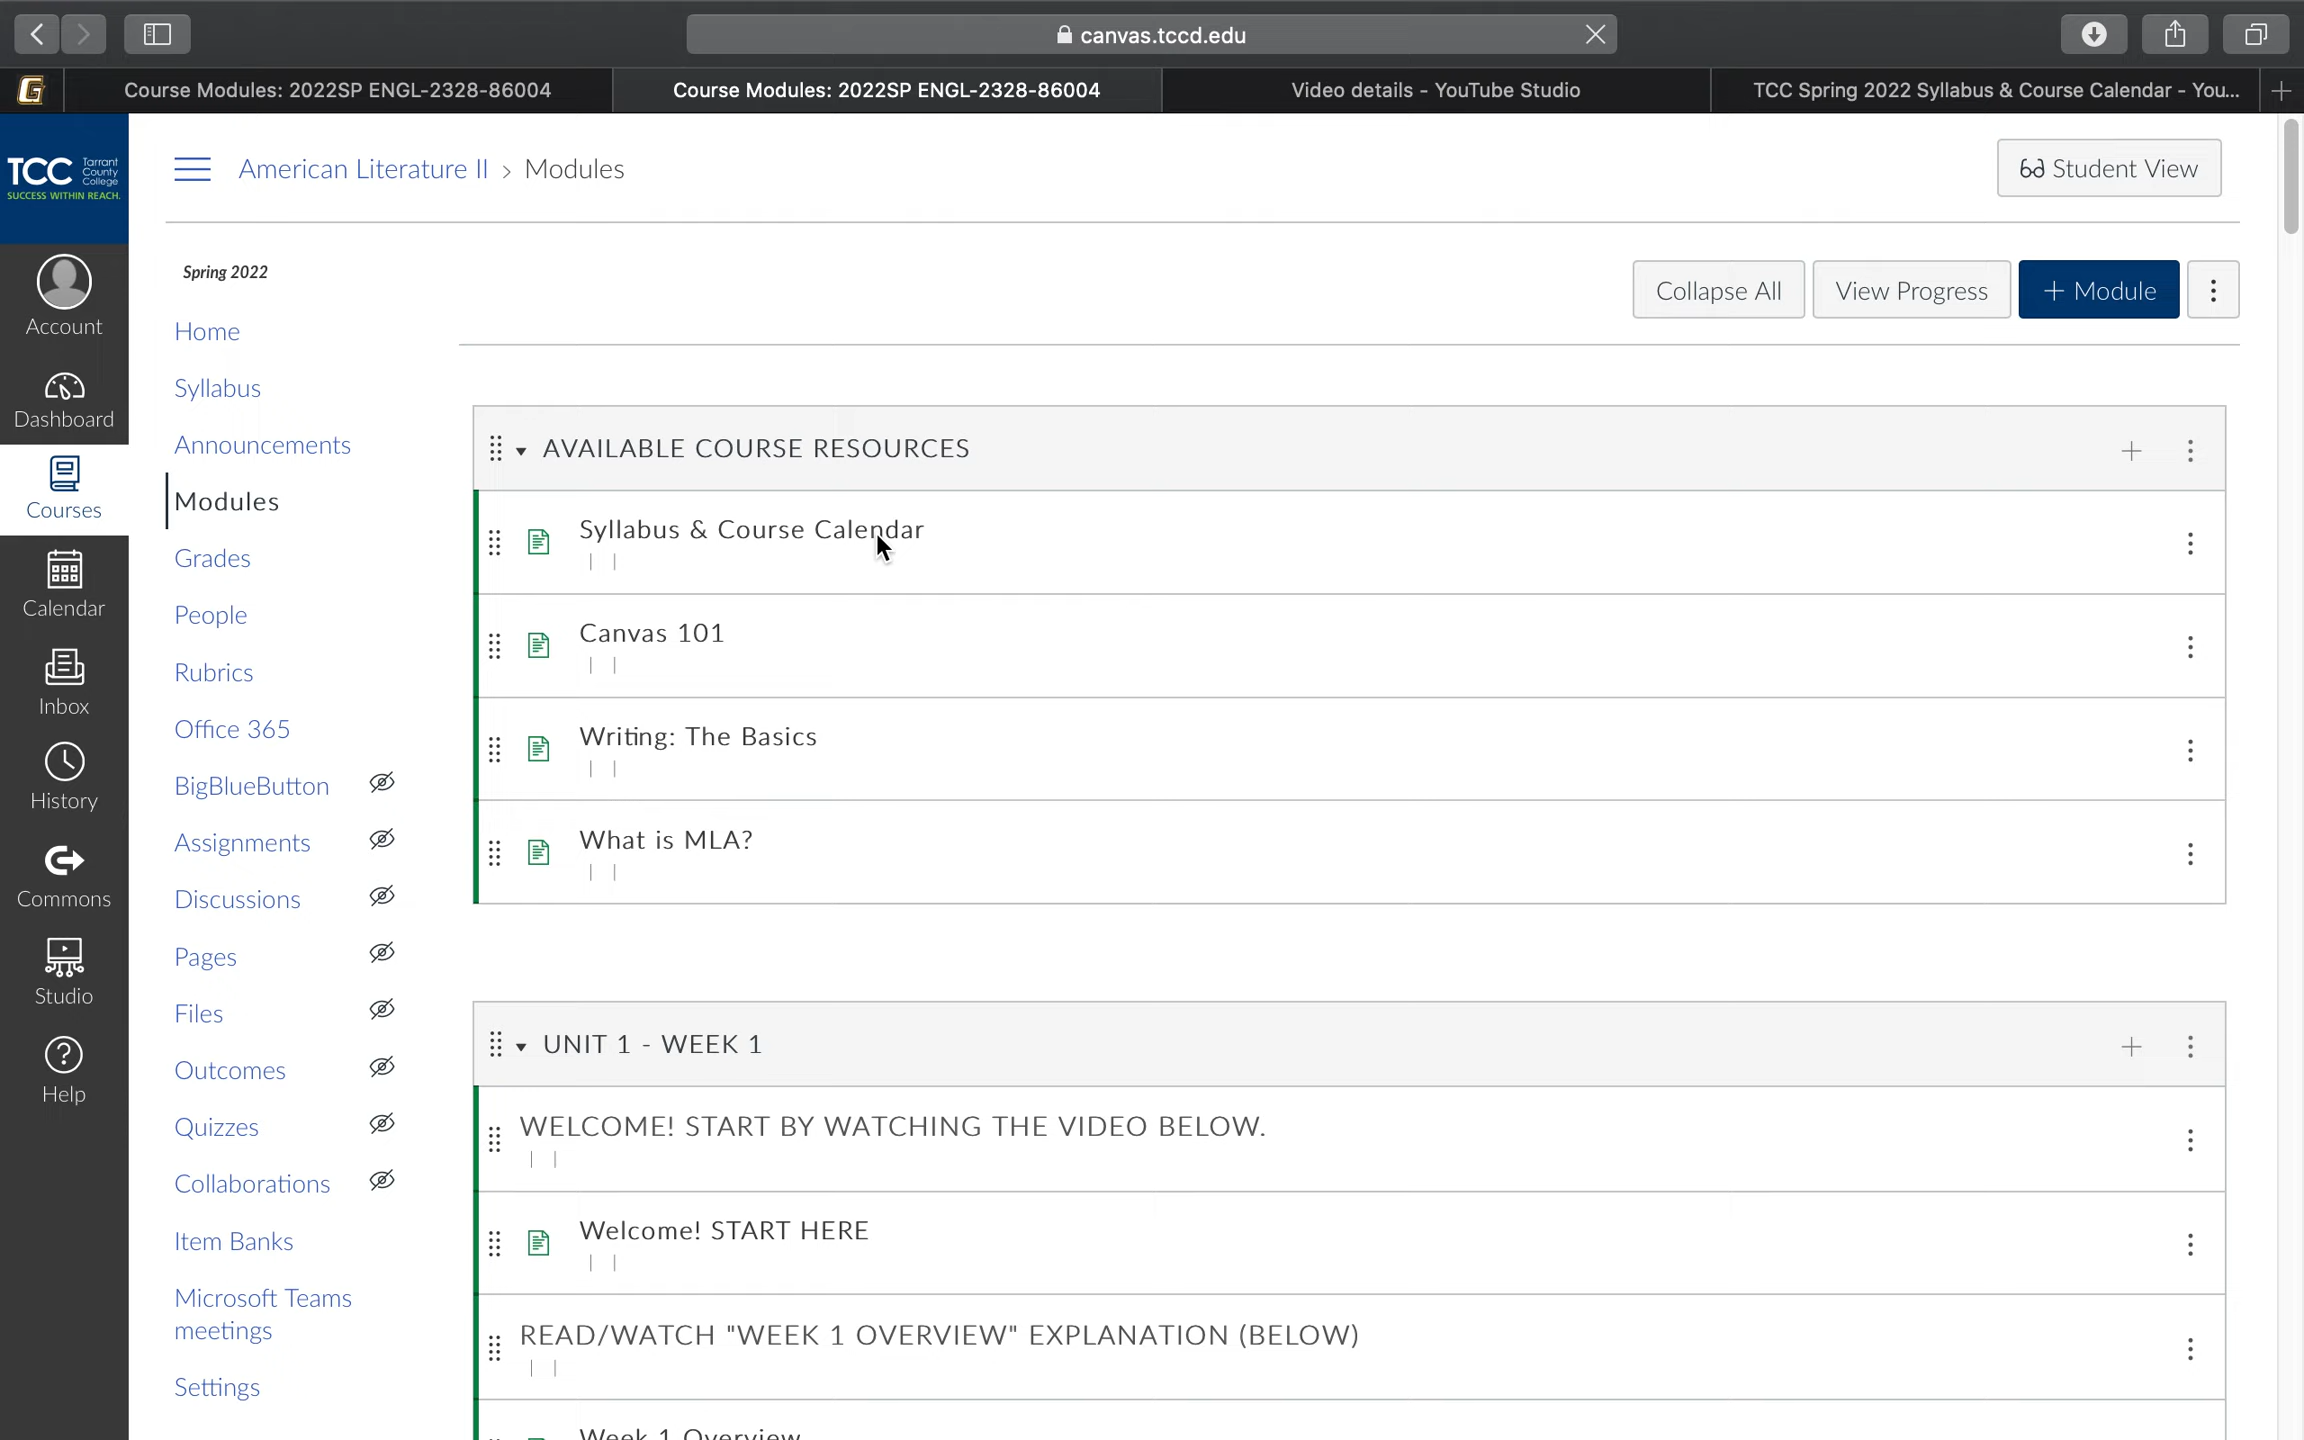 canvas.tccd.edu
G
Course Modules: 2022SP ENGL-2328-86004
Course Modules: 2022SP ENGL-2328-86004
Video details - YouTube Studio
TCC Spring 2022 Syllabus & Course Calendar - You...
TCC Tarrant County College
SUCCESS WITHIN REACH.
American Literature II > Modules
Student View
Account
Dashboard
Courses
Calendar
Inbox
History
Commons
Studio
Help
Spring 2022
Home
Syllabus
Announcements
Modules
Grades
People
Rubrics
Office 365
BigBlueButton
Assignments
Discussions
Pages
Files
Outcomes
Quizzes
Collaborations
Item Banks
Microsoft Teams
meetings
Settings
Collapse All
View Progress
+ Module
AVAILABLE COURSE RESOURCES
Syllabus & Course Calendar
Canvas 101
Writing: The Basics
What is MLA?
UNIT 1 - WEEK 1
WELCOME! START BY WATCHING THE VIDEO BELOW.
Welcome! START HERE
READ/WATCH "WEEK 1 OVERVIEW" EXPLANATION (BELOW)
Week 1 Overview